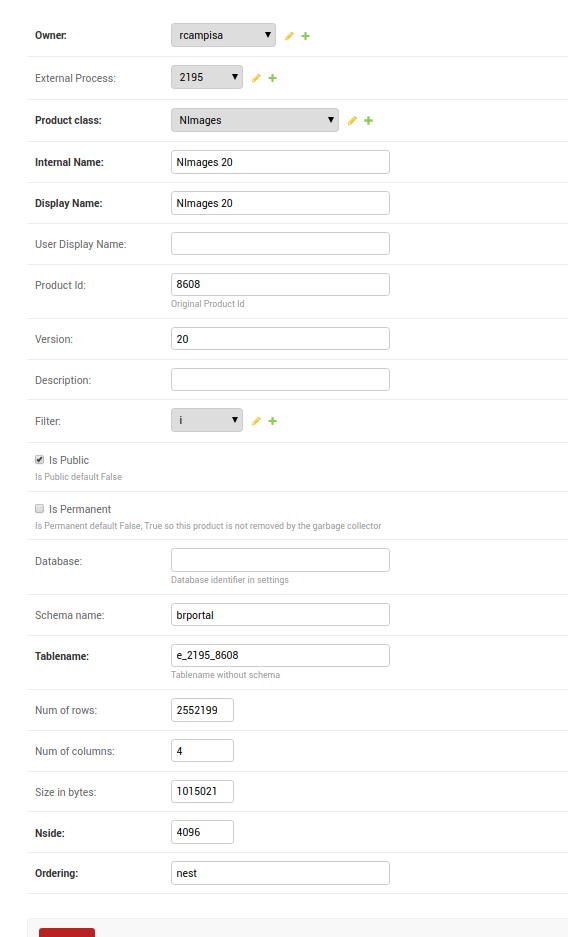 Owner: rcampisa
External Process: 2195
Product class: NImages
Internal Name: NImages 20
Display Name: NImages 20
User Display Name:
Product Id: 8608
Original Product Id
Version: 20
Description:
Filter: i
Is Public
Is Public default False
Is Permanent
Is Permanent default False, True so this product is not removed by the garbage collector
Database:
Database identifier in settings
Schema name: brportal
Tablename: e_2195_8608
Tablename without schema
Num of rows: 2552199
Num of columns: 4
Size in bytes: 1015021
Nside: 4096
Ordering: nest